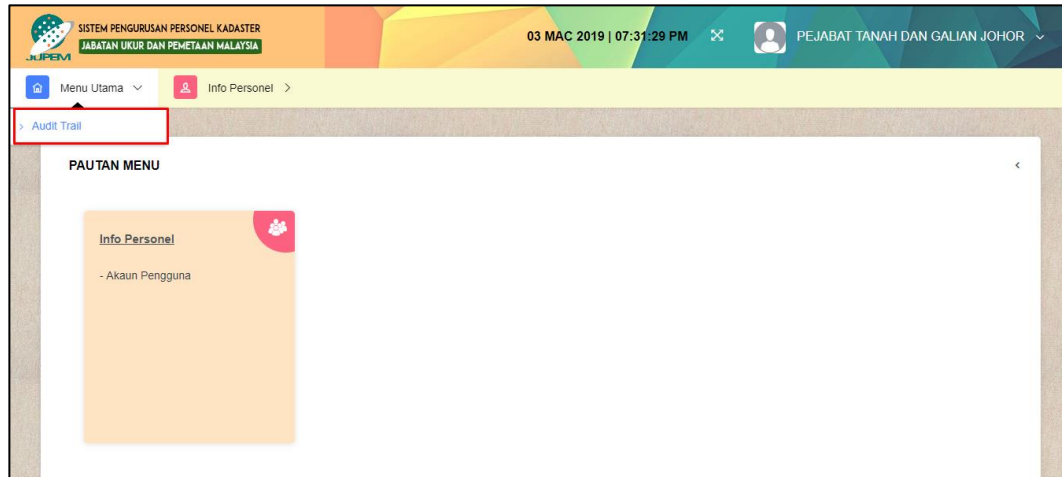 SISTEM PENGURUSAN PERSONEL KADASTER
JABATAN UKUR DAN PEMETAAN MALAYSIA
JUPEM
03 MAC 2019 | 07:31:29 PM
PEJABAT TANAH DAN GALIAN JOHOR
Menu Utama
Info Personel >
> Audit Trail
PAUTAN MENU
Info Personel
- Akaun Pengguna